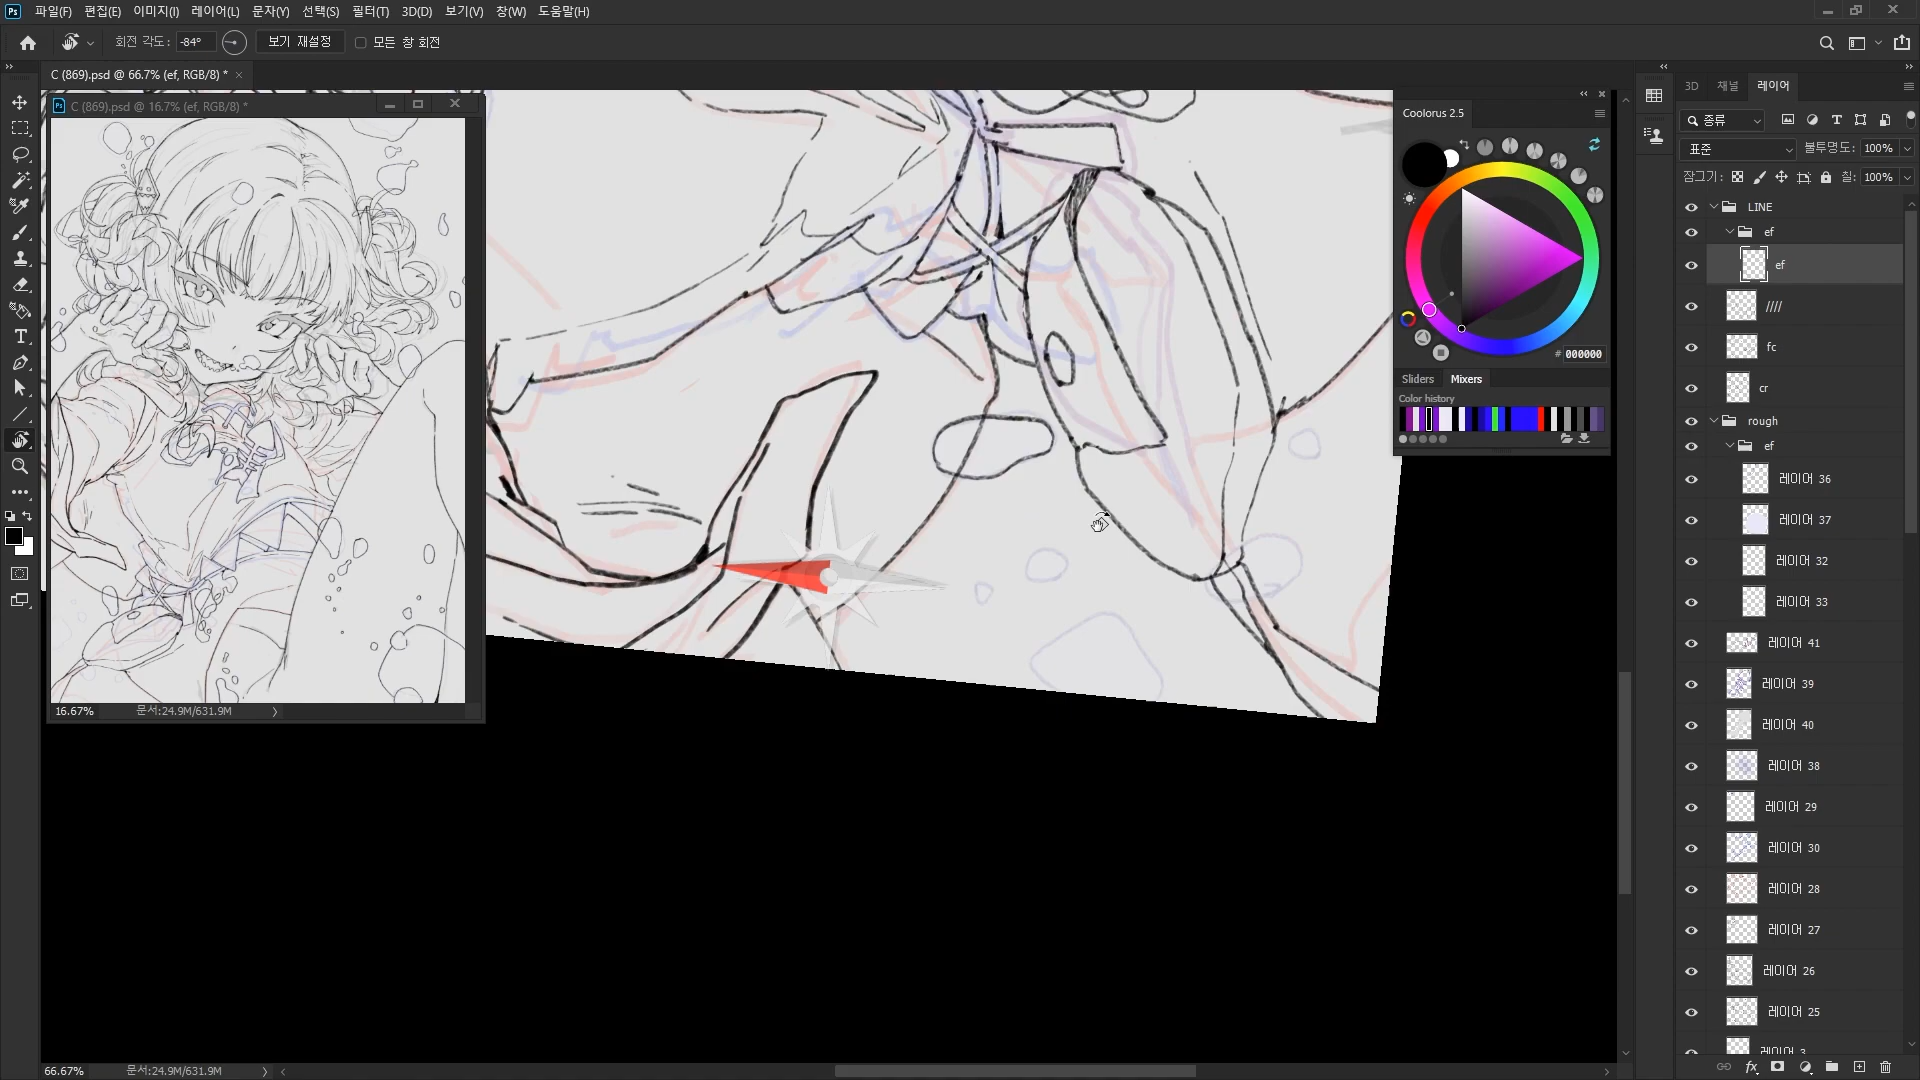 Ps 파일(F) 편집(E) 이미지(I) 레이어(L) 문자(Y) 선택(S) 필터(T) 3D(D) 보기(V) 창(W) 도움말(H)
회전 각도: -84° 보기 재설정 모든 창 회전
C (869).psd @ 66.7% (ef, RGB/8) *
C (869).psd @ 16.7% (ef, RGB/8) *
16.67% 문서:24.9M/631.9M
Coolorus 2.5
# 000000
Sliders Mixers
Color history
3D 채널 레이어
종류
표준 불투명도: 100%
잠그기: 칠: 100%
LINE
ef
ef
////
fc
cr
rough
ef
레이어 36
레이어 37
레이어 32
레이어 33
레이어 41
레이어 39
레이어 40
레이어 38
레이어 29
레이어 30
레이어 28
레이어 27
레이어 26
레이어 25
레이어 3
fx
66.67% 문서:24.9M/631.9M